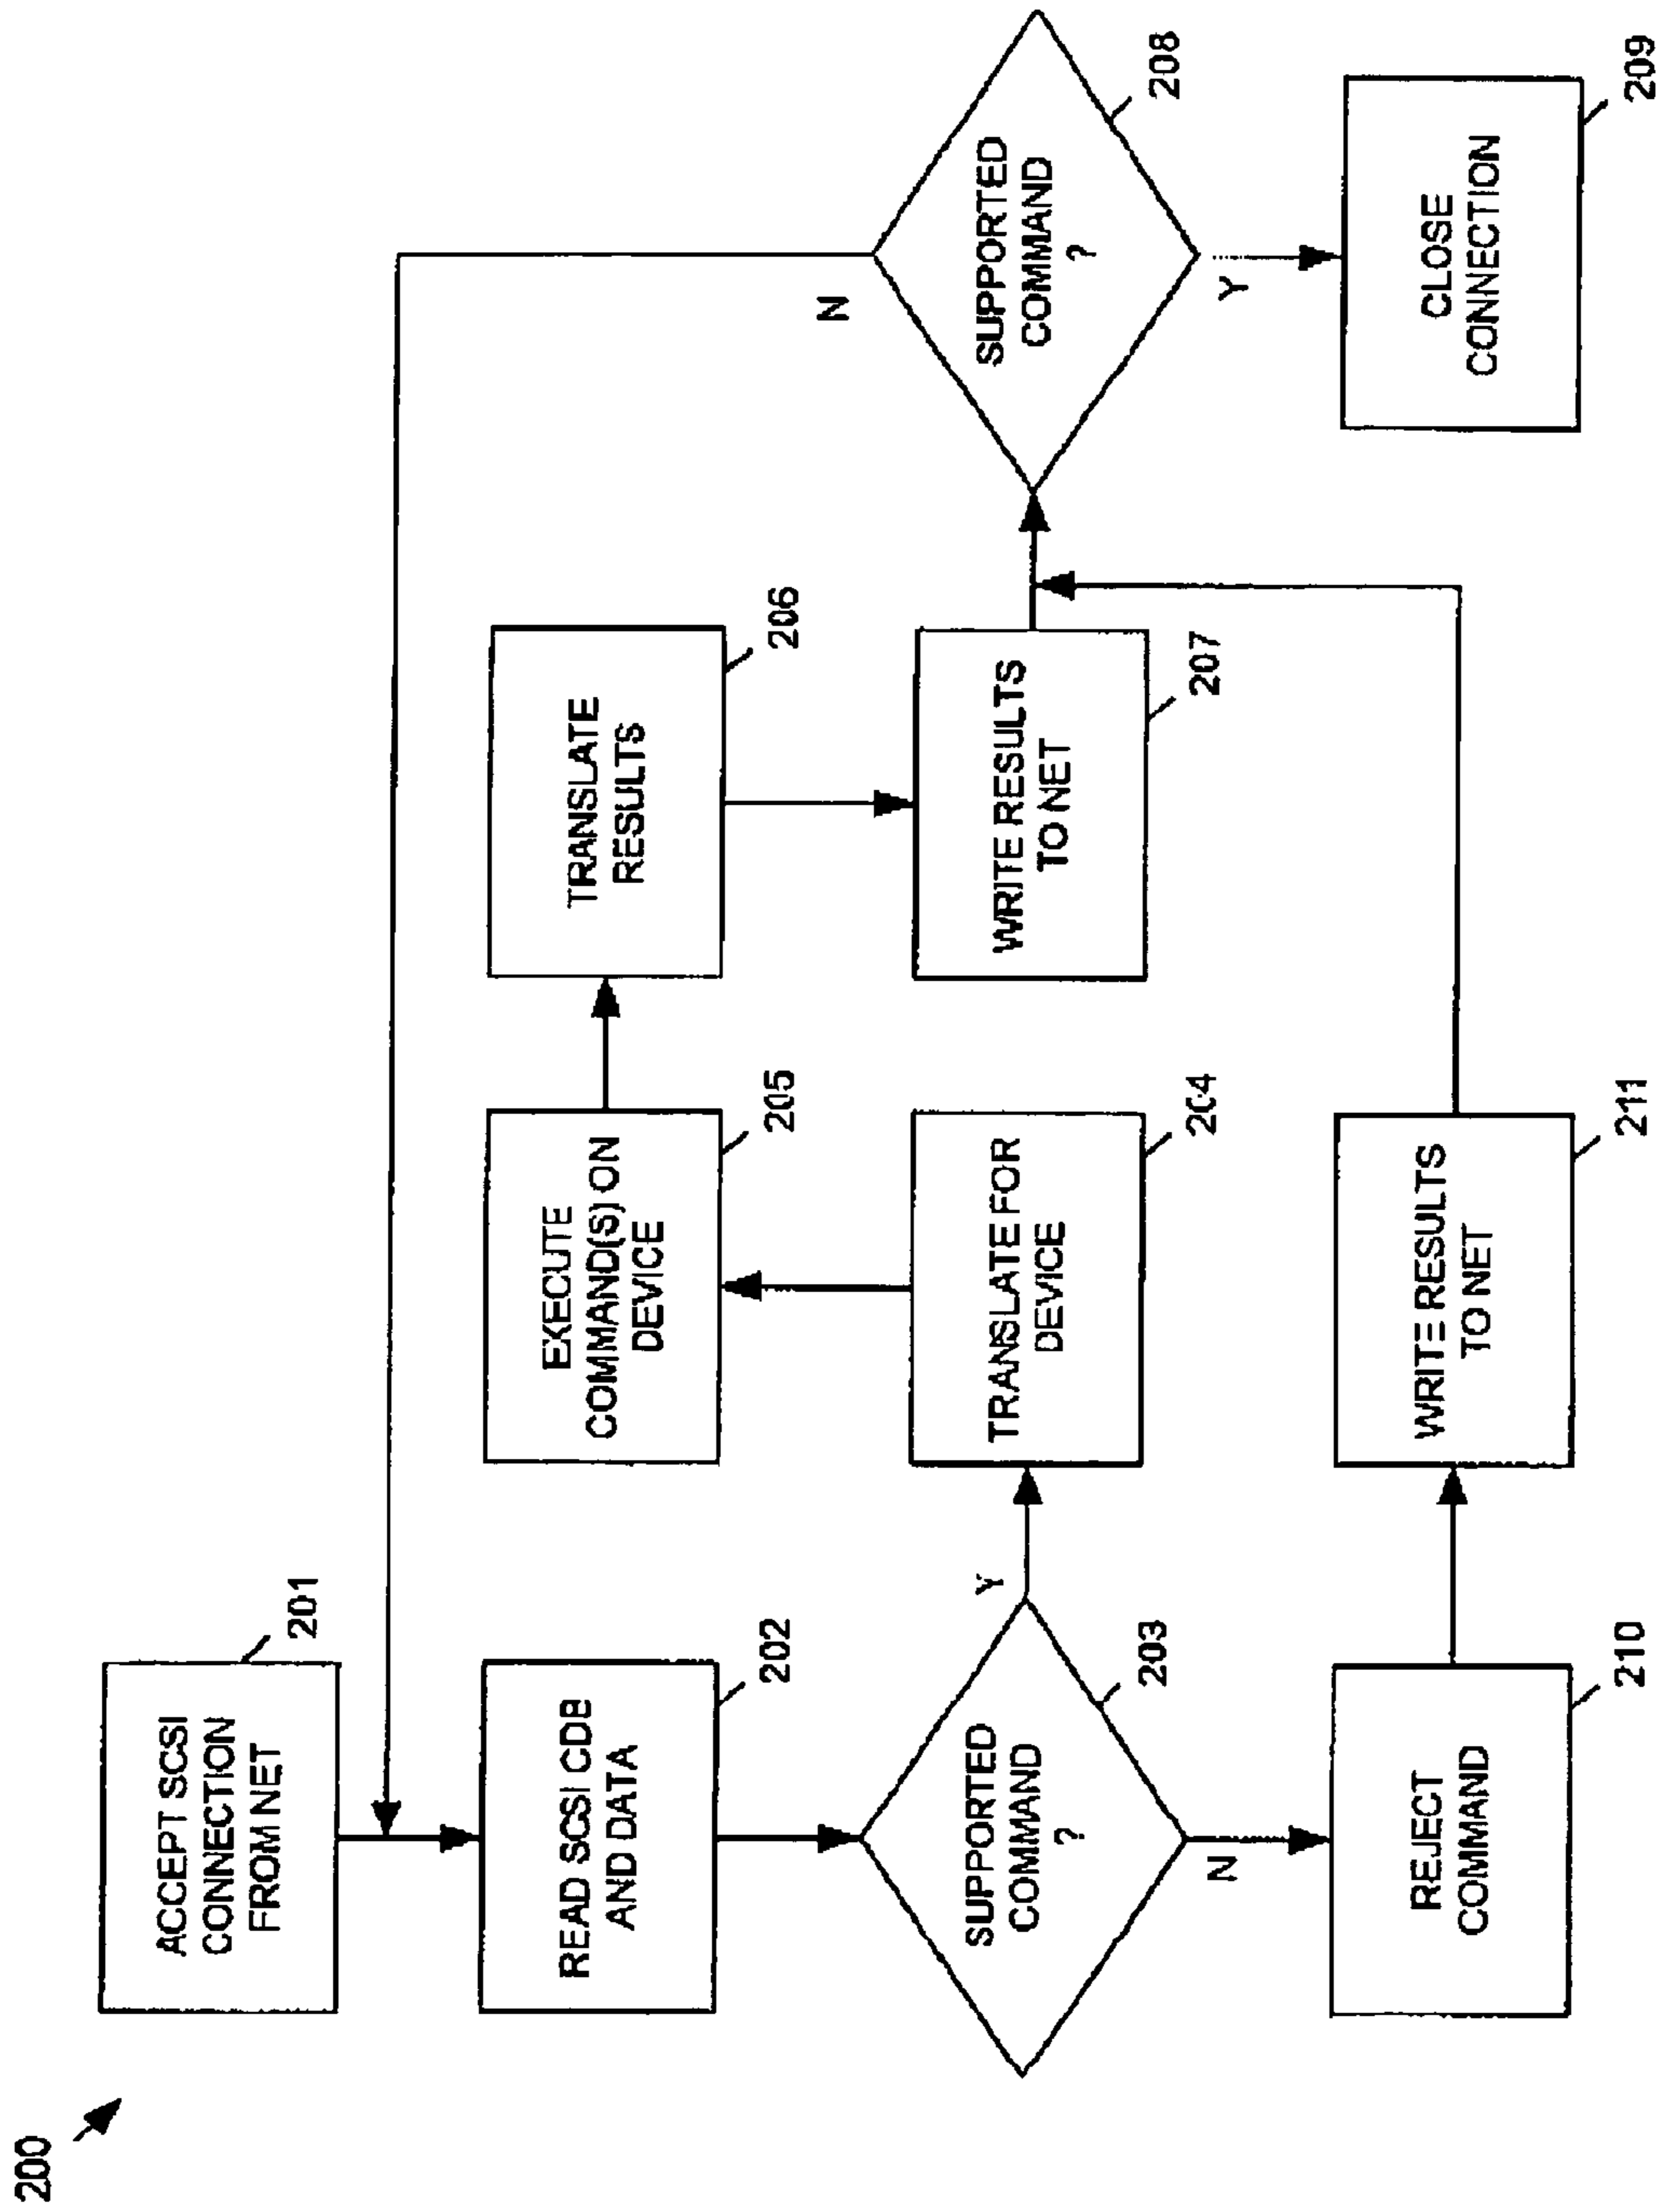 200
ACCEPT SCSI
CONNECTION
FROM NET
201
READ SCSI CDB
AND DATA
202
SUPPORTED
COMMAND
?
203
Y
N
TRANSLATE FOR
DEVICE
204
EXECUTE
COMMAND(S) ON
DEVICE
205
TRANSLATE
RESULTS
206
WRITE RESULTS
TO NET
207
SUPPORTED
COMMAND
?
208
N
Y
CLOSE
CONNECTION
209
REJECT
COMMAND
210
WRITE RESULTS
TO NET
211